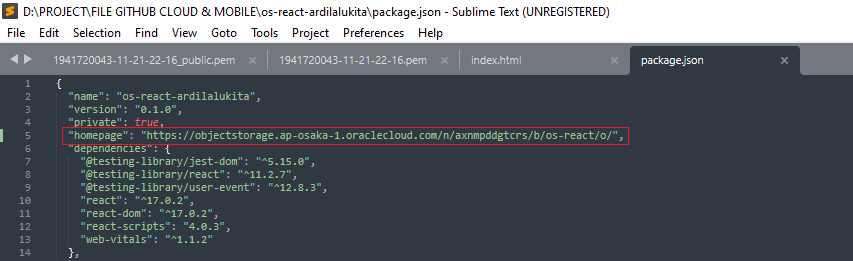 D:\PROJECT\FILE GITHUB CLOUD & MOBILE\os-react-ardilalukita\package.json - Sublime Text (UNREGISTERED)
File Edit Selection Find View Goto Tools Project Preferences Help
1941720043-11-21-22-16_public.pem 1941720043-11-21-22-16.pem index.html package.json
1 {
2 "name": "os-react-ardilalukita",
3 "version": "0.1.0",
4 "private": true,
5 "homepage": "https://objectstorage.ap-osaka-1.oraclecloud.com/n/axnmpddgtcrs/b/os-react/o/",
6 "dependencies": {
7 "@testing-library/jest-dom": "^5.15.0",
8 "@testing-library/react": "^11.2.7",
9 "@testing-library/user-event": "^12.8.3",
10 "react": "^17.0.2",
11 "react-dom": "^17.0.2",
12 "react-scripts": "4.0.3",
13 "web-vitals": "^1.1.2"
14 },